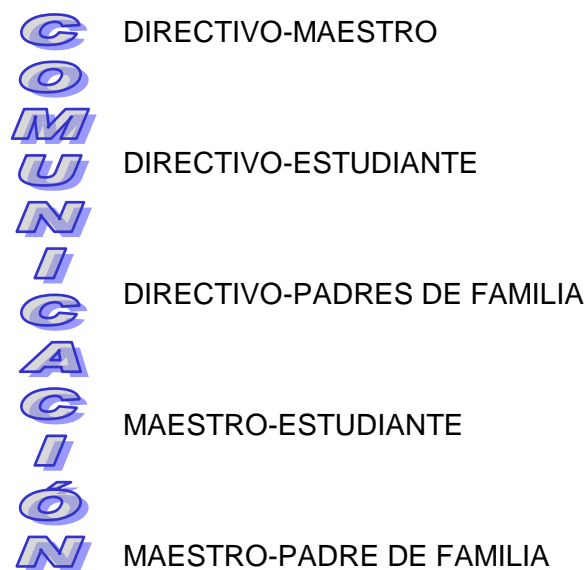 COMUNICACIÓN
DIRECTIVO-MAESTRO
DIRECTIVO-ESTUDIANTE
DIRECTIVO-PADRES DE FAMILIA
MAESTRO-ESTUDIANTE
MAESTRO-PADRE DE FAMILIA